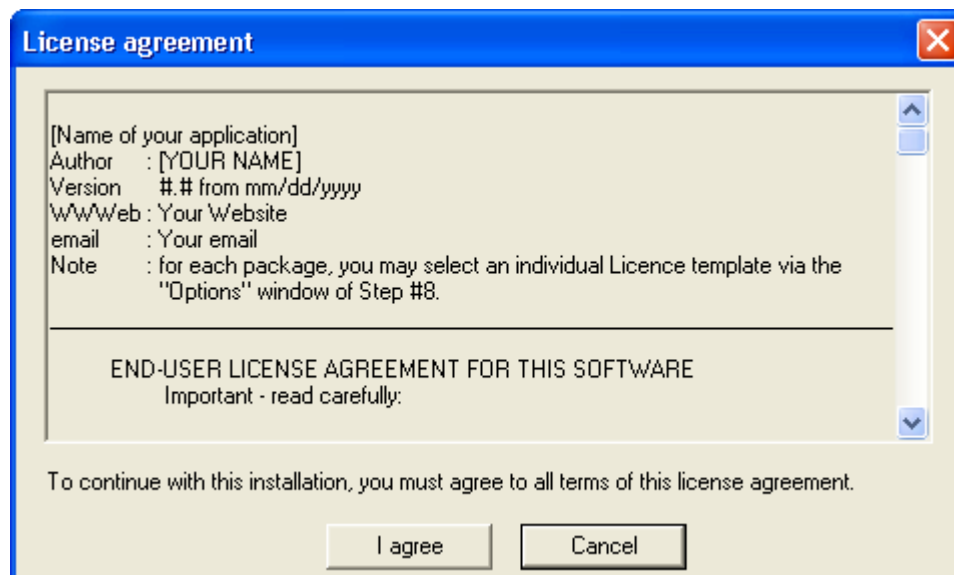 License agreement
[Name of your application]
Author : [YOUR NAME]
Version #.# from mm/dd/yyyy
WWWeb : Your Website
email : Your email
Note : for each package, you may select an individual Licence template via the
"Options" window of Step #8.
END-USER LICENSE AGREEMENT FOR THIS SOFTWARE
Important - read carefully:
To continue with this installation, you must agree to all terms of this license agreement.
I agree
Cancel